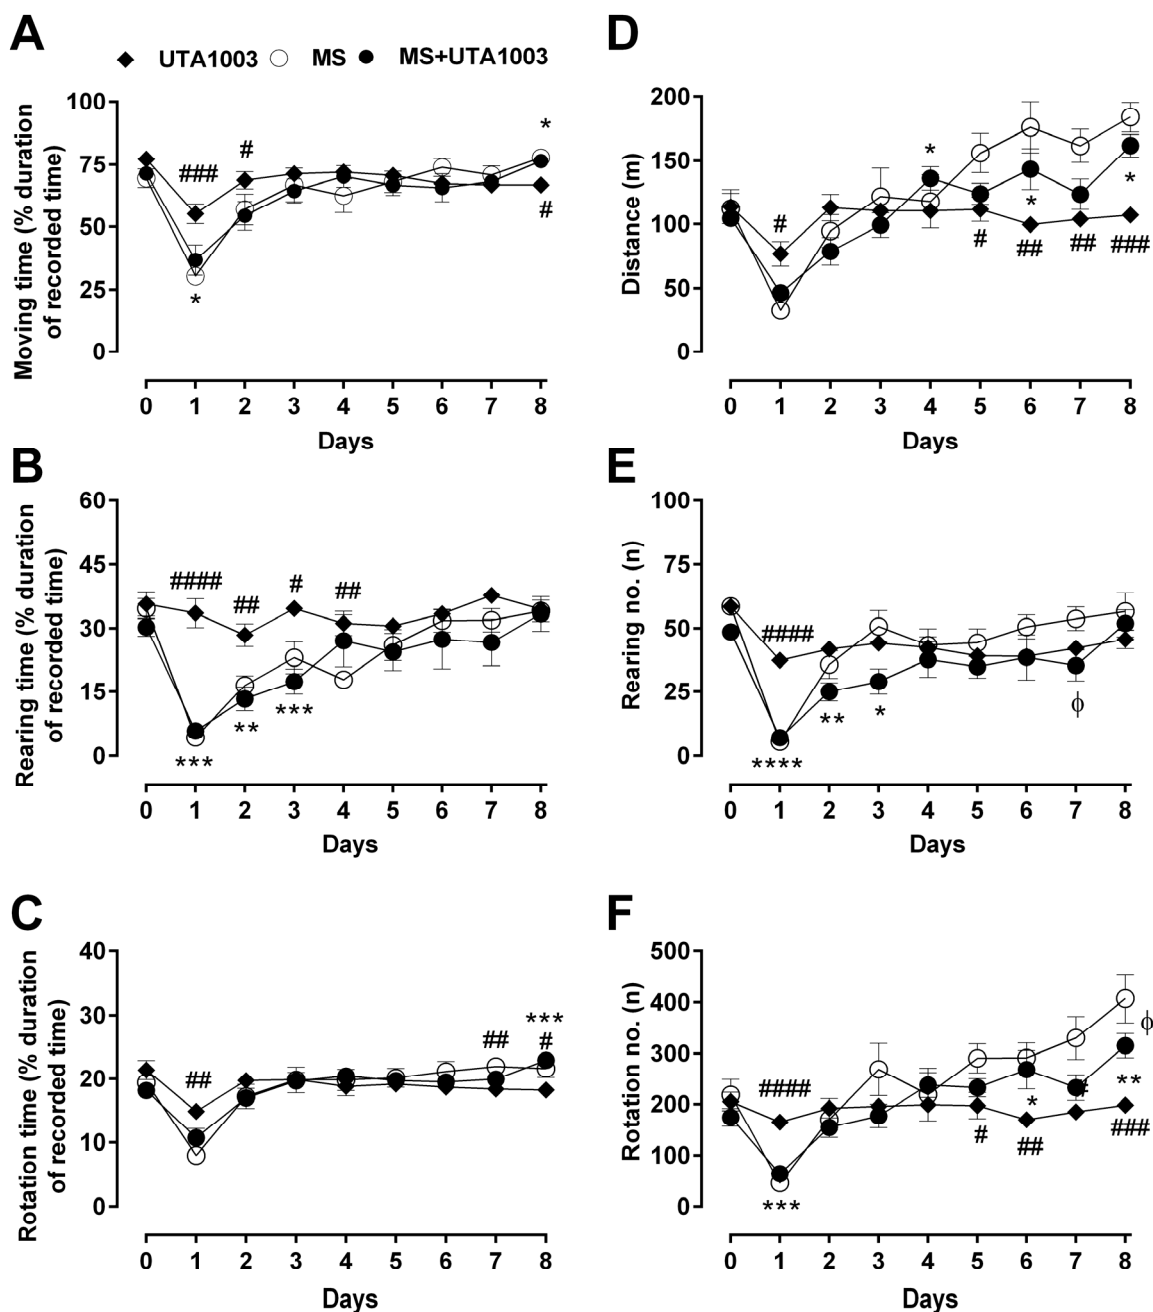 A
UTA1003 MS MS+UTA1003
Moving time (% duration
of recorded time)
100
75
50
25
0
###
#
*
*
#
0 1 2 3 4 5 6 7 8
Days
D
Distance (m)
200
150
100
50
0
#
*
#
*
##
##
*
###
0 1 2 3 4 5 6 7 8
Days
B
Rearing time (% duration
of recorded time)
60
45
30
15
0
####
##
#
##
***
**
***
0 1 2 3 4 5 6 7 8
Days
E
Rearing no. (n)
100
75
50
25
0
####
****
**
*
ϕ
0 1 2 3 4 5 6 7 8
Days
C
Rotation time (% duration
of recorded time)
40
30
20
10
0
##
##
***
#
0 1 2 3 4 5 6 7 8
Days
F
Rotation no. (n)
500
400
300
200
100
0
####
***
#
*
##
#
ϕ
**
###
0 1 2 3 4 5 6 7 8
Days